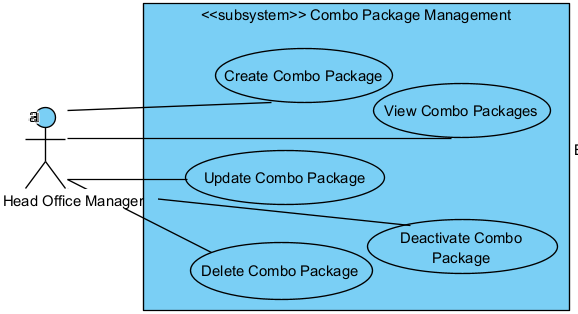 <<subsystem>> Combo Package Management
Create Combo Package
View Combo Packages
Update Combo Package
Head Office Manager
Deactivate Combo
Package
Delete Combo Package